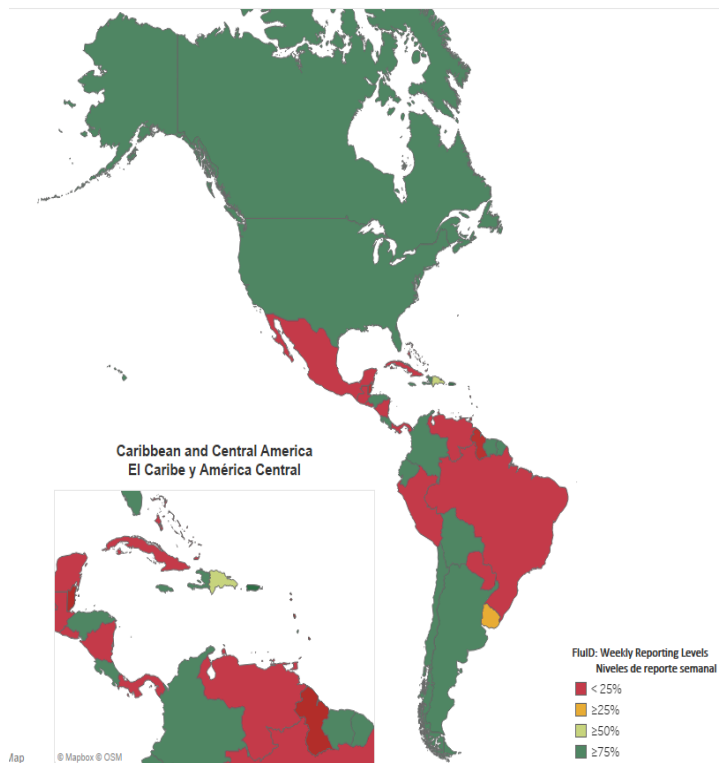 Caribbean and Central America
El Caribe y América Central
FluID: Weekly Reporting Levels
Niveles de reporte semanal
< 25%
≥25%
≥50%
≥75%
Map
© Mapbox © OSM